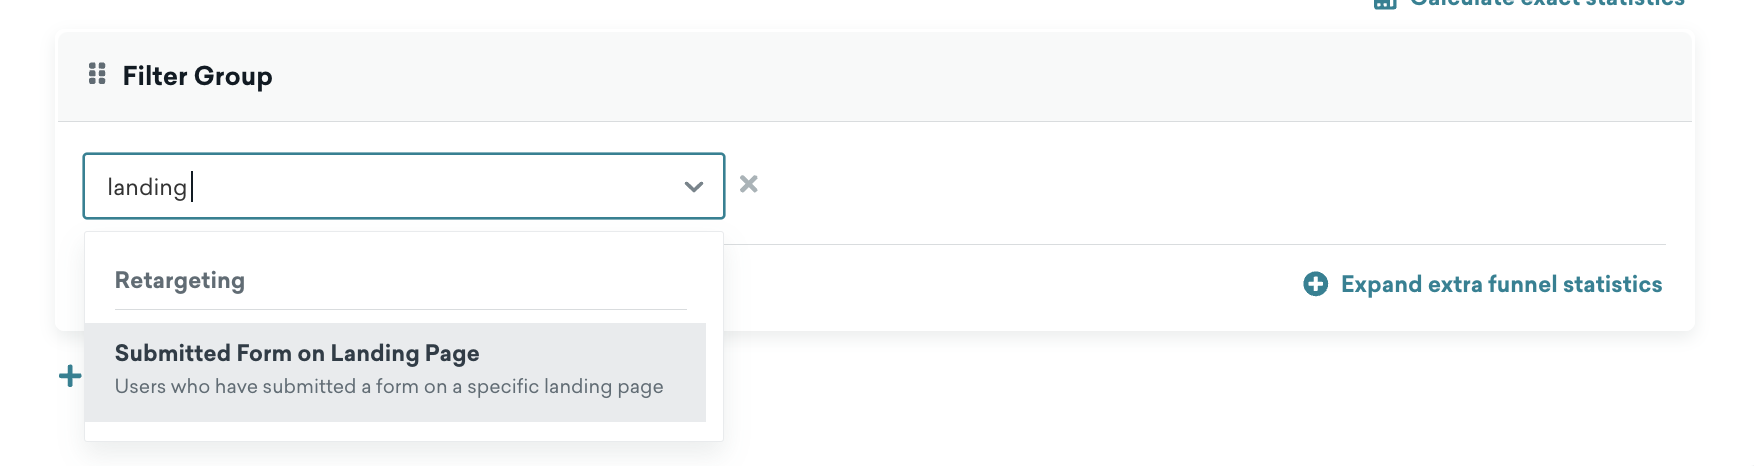 Calculate exact statistics
Filter Group
landing
Retargeting
Submitted Form on Landing Page
Users who have submitted a form on a specific landing page
Expand extra funnel statistics